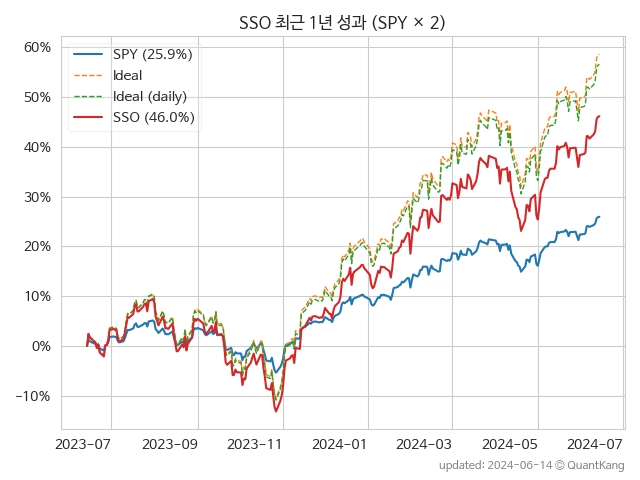 SSO 최근 1년 성과 (SPY × 2)
60%
50%
40%
30%
20%
10%
0%
−10%
SPY (25.9%)
Ideal
Ideal (daily)
SSO (46.0%)
2023-07
2023-09
2023-11
2024-01
2024-03
2024-05
2024-07
updated: 2024-06-14 © QuantKang